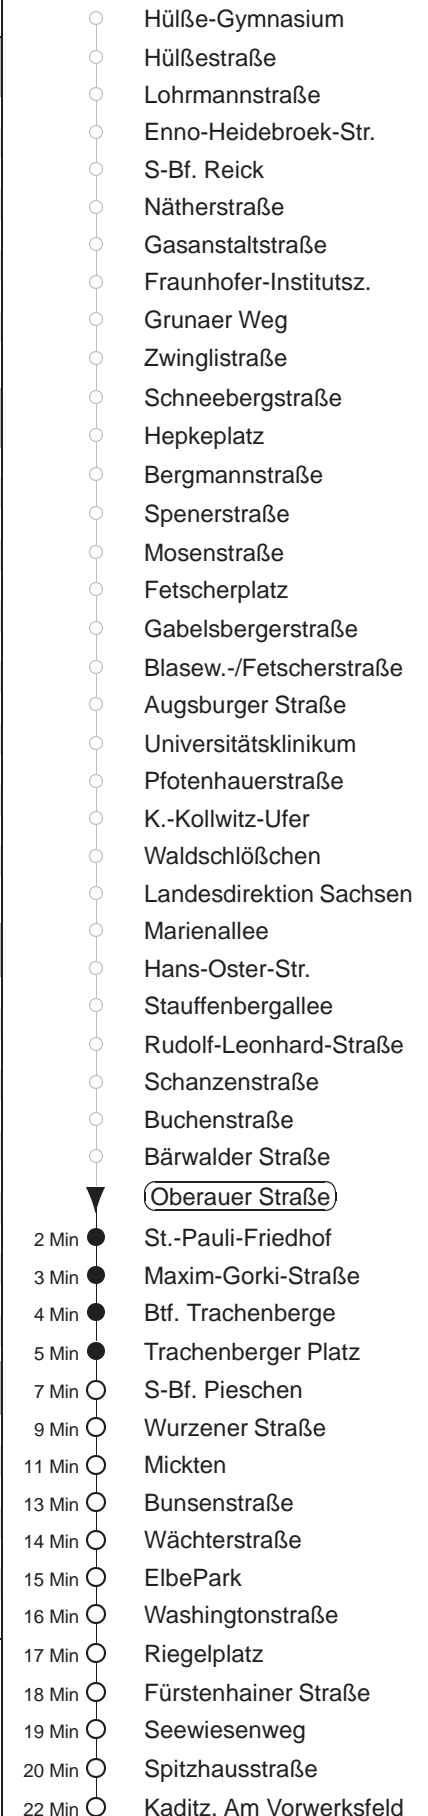 Hülße-Gymnasium
Hülßestraße
Lohrmannstraße
Enno-Heidebroek-Str.
S-Bf. Reick
Nätherstraße
Gasanstaltstraße
Fraunhofer-Institutsz.
Grunaer Weg
Zwinglistraße
Schneebergstraße
Hepkeplatz
Bergmannstraße
Spenerstraße
Mosenstraße
Fetscherplatz
Gabelsbergerstraße
Blasew.-/Fetscherstraße
Augsburger Straße
Universitätsklinikum
Pfotenhauerstraße
K.-Kollwitz-Ufer
Waldschlößchen
Landesdirektion Sachsen
Marienallee
Hans-Oster-Str.
Stauffenbergallee
Rudolf-Leonhard-Straße
Schanzenstraße
Buchenstraße
Bärwalder Straße
Oberauer Straße
2 Min St.-Pauli-Friedhof
3 Min Maxim-Gorki-Straße
4 Min Btf. Trachenberge
5 Min Trachenberger Platz
7 Min S-Bf. Pieschen
9 Min Wurzener Straße
11 Min Mickten
13 Min Bunsenstraße
14 Min Wächterstraße
15 Min ElbePark
16 Min Washingtonstraße
17 Min Riegelplatz
18 Min Fürstenhainer Straße
19 Min Seewiesenweg
20 Min Spitzhausstraße
22 Min Kaditz, Am Vorwerksfeld